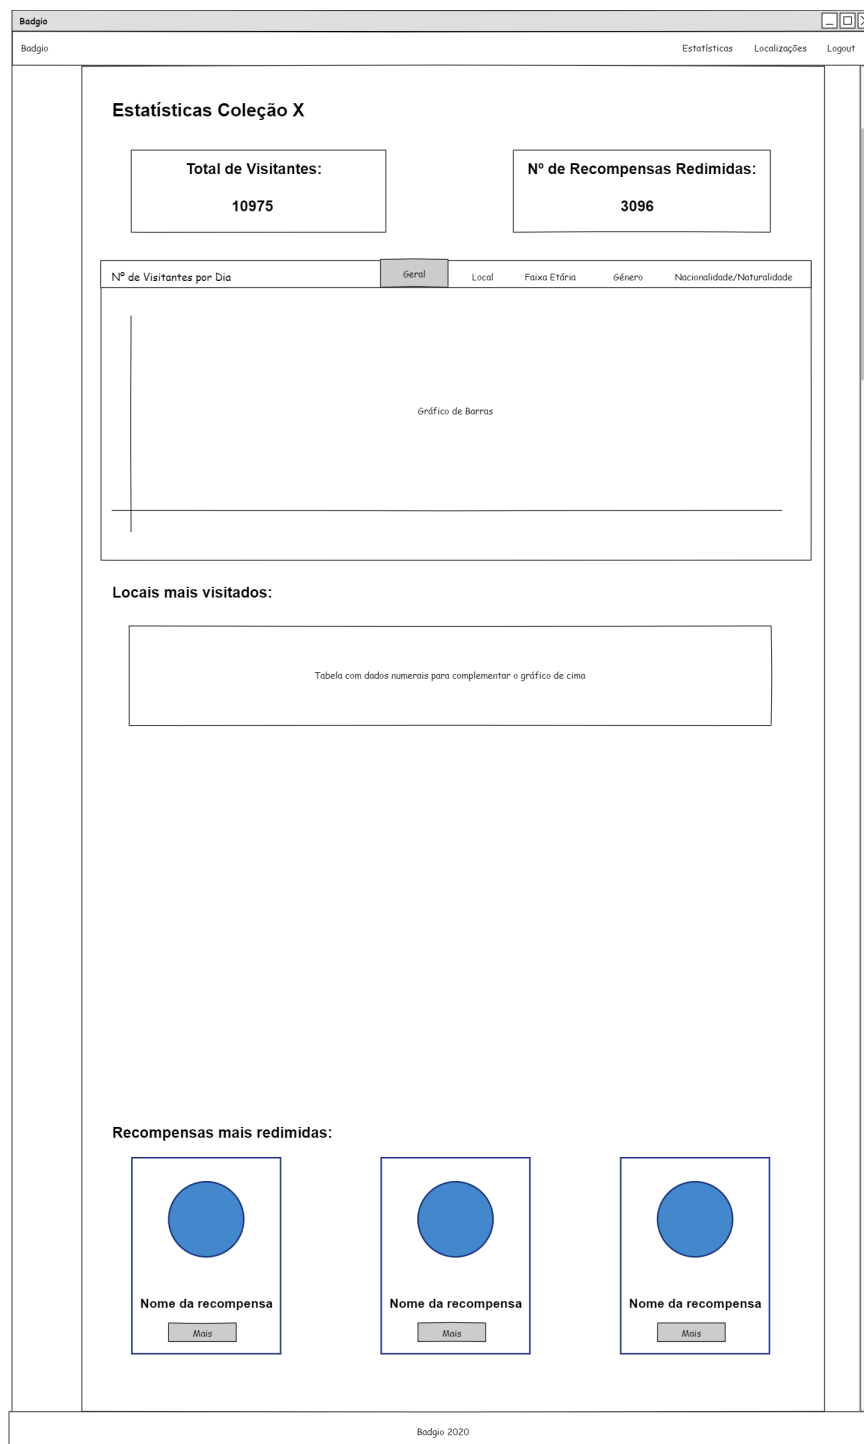 Badgio
Badgio Estatísticas Localizações Logout
Estatísticas Coleção X
Total de Visitantes:
10975
Nº de Recompensas Redimidas:
3096
Nº de Visitantes por Dia Geral Local Faixa Etária Género Nacionalidade/Naturalidade
Gráfico de Barras
Locais mais visitados:
Tabela com dados numerais para complementar o gráfico de cima
Recompensas mais redimidas:
Nome da recompensa
Mais
Nome da recompensa
Mais
Nome da recompensa
Mais
Badgio 2020